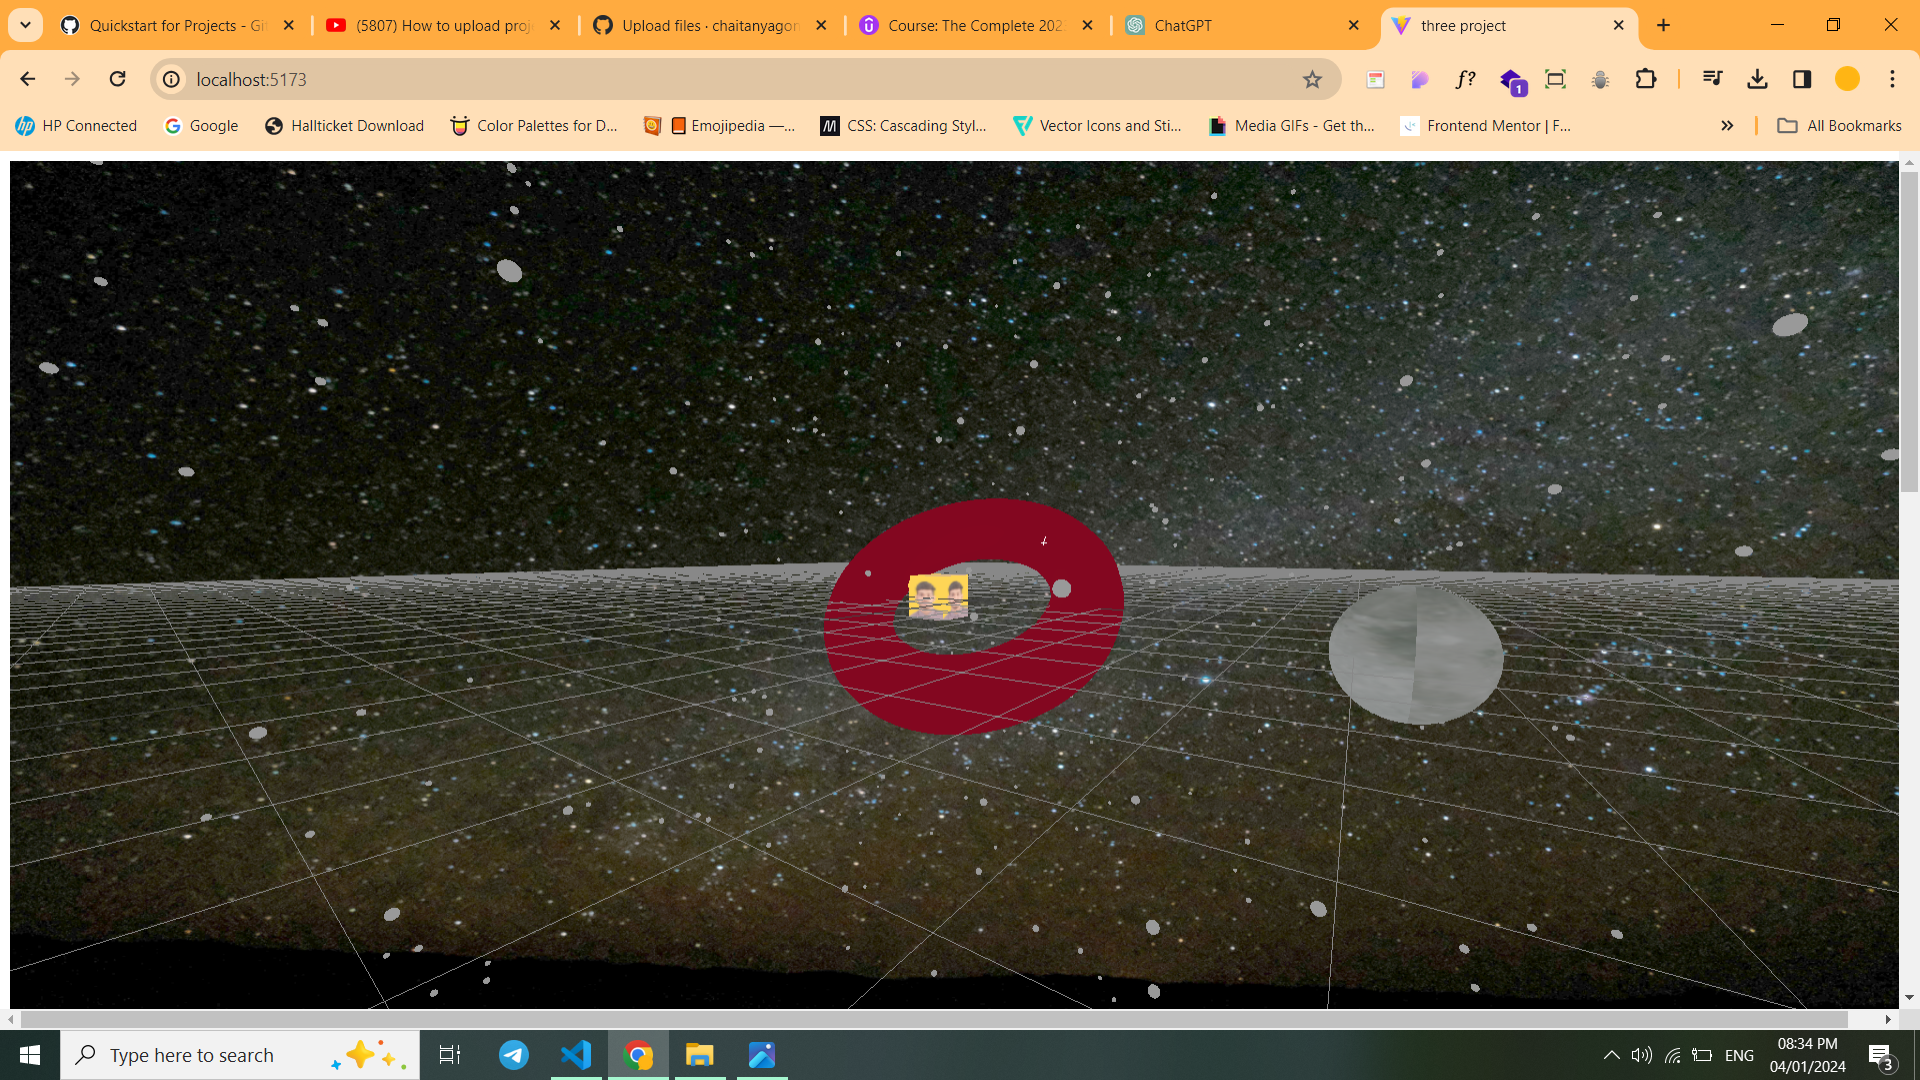 Quickstart for Projects - Git
(5807) How to upload proj
Upload files · chaitanyagon
Course: The Complete 202
ChatGPT
three project
localhost:5173
1
HP Connected
Google
Hallticket Download
Color Palettes for D...
Emojipedia —...
CSS: Cascading Styl...
Vector Icons and Sti...
Media GIFs - Get th...
Frontend Mentor | F...
All Bookmarks
Type here to search
ENG
08:34 PM
04/01/2024
3